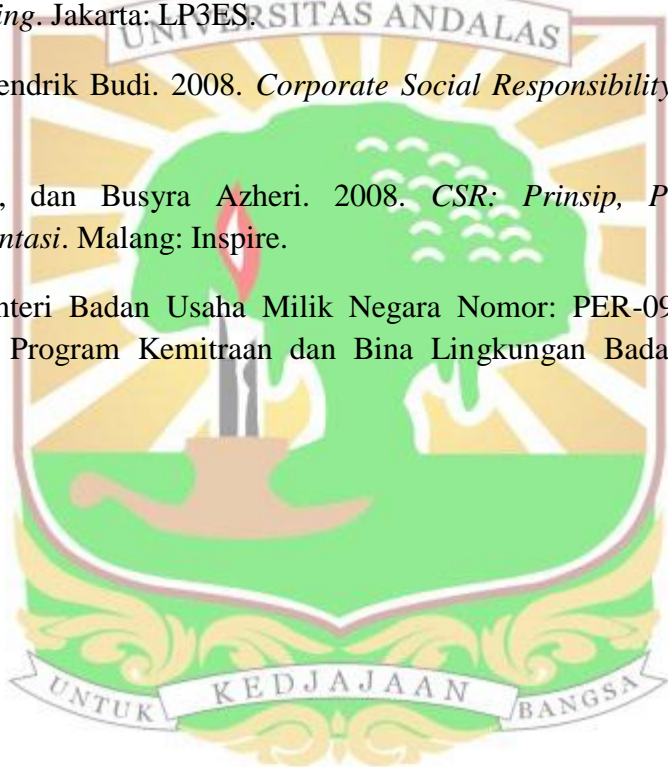 ing. Jakarta: LP3ES.
UNIVERSITAS ANDALAS
endrik Budi. 2008. Corporate Social Responsibility
, dan Busyra Azheri. 2008. CSR: Prinsip, P
ntasi. Malang: Inspire.
nteri Badan Usaha Milik Negara Nomor: PER-09
Program Kemitraan dan Bina Lingkungan Bada
UNTUK KEDJAJAAN BANGSA